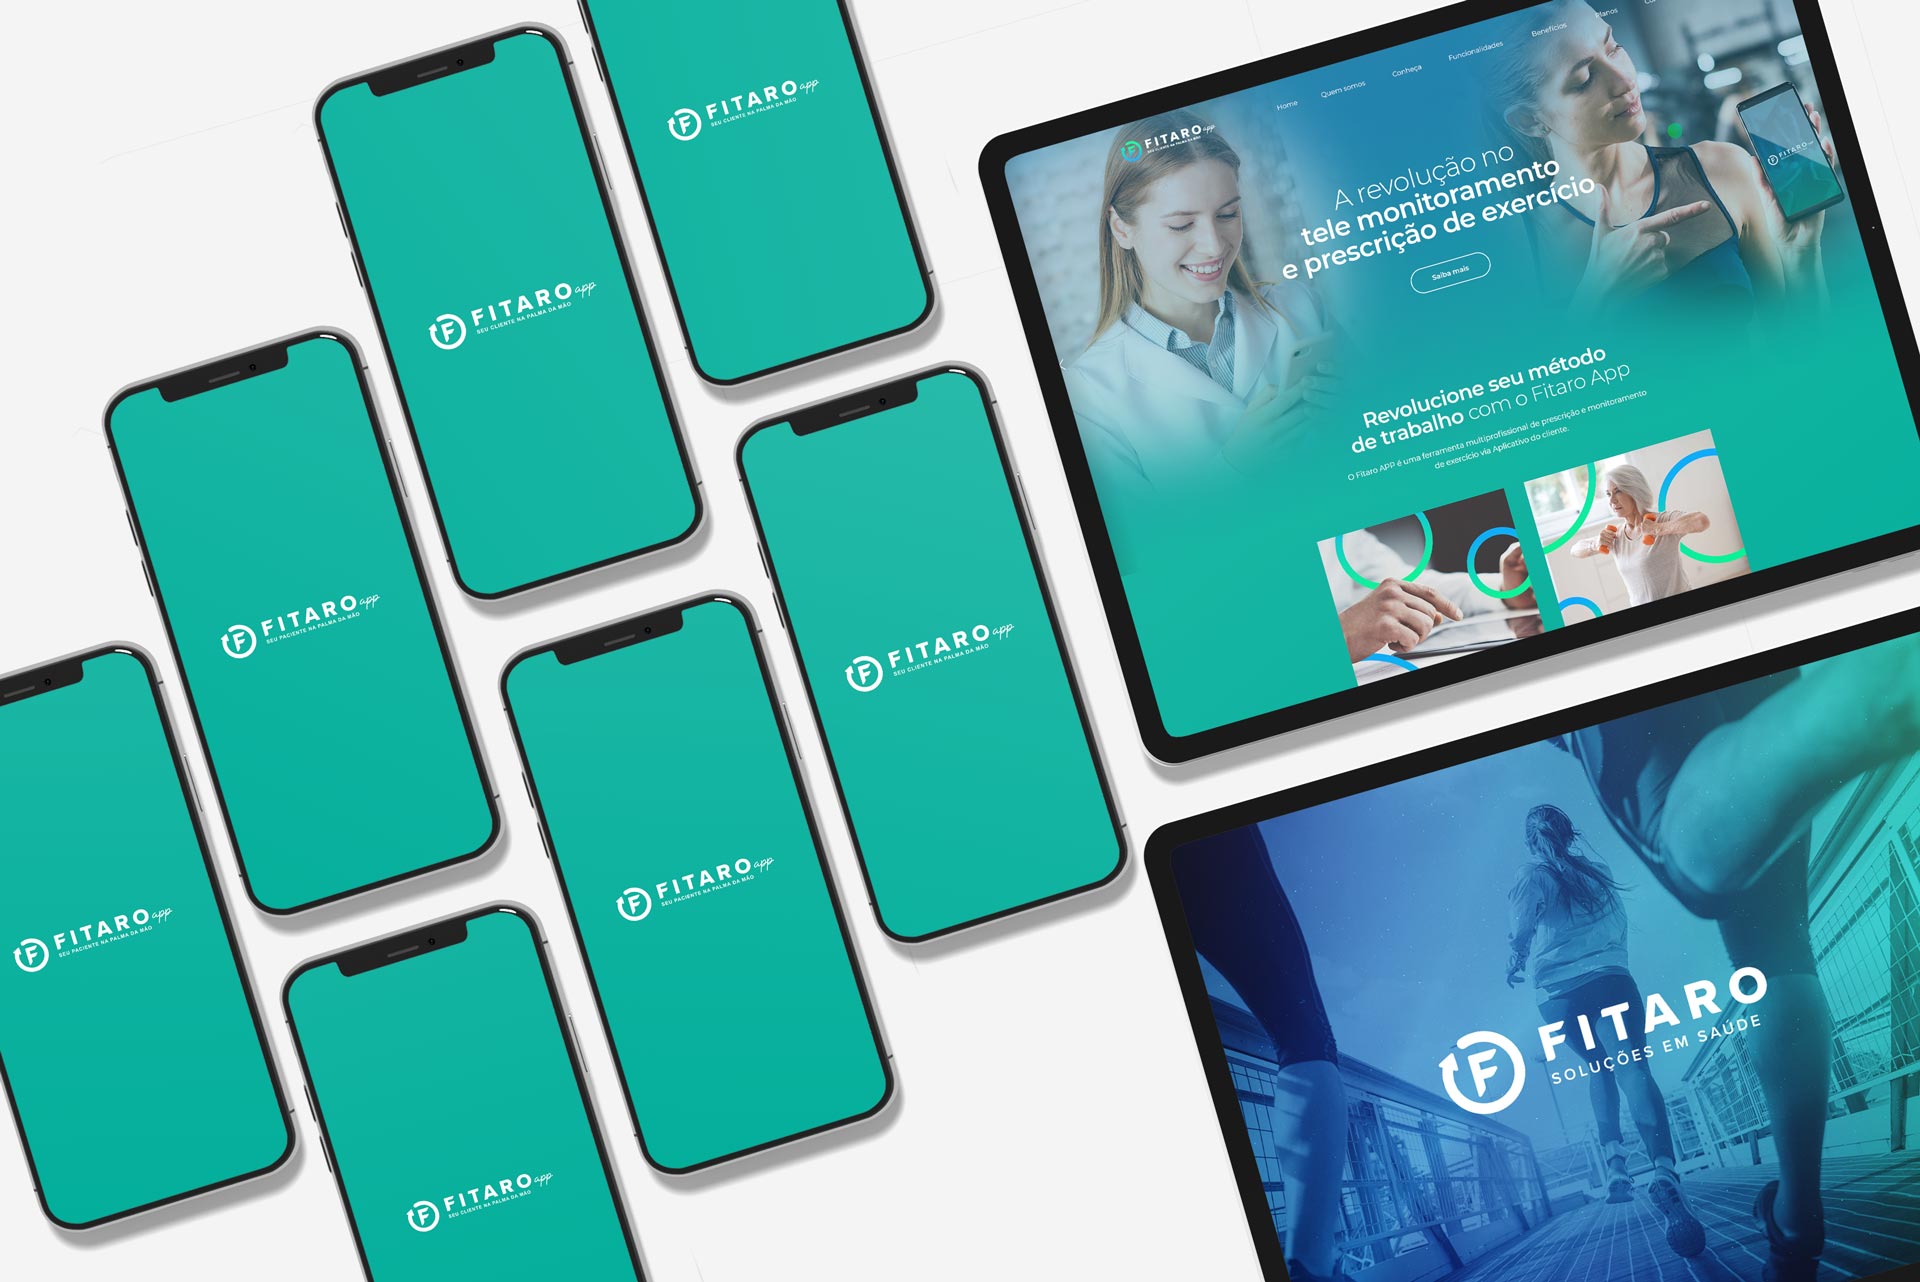 FITARO app
SEU CLIENTE NA PALMA DA MÃO
FITARO app
SEU CLIENTE NA PALMA DA MÃO
FITARO app
SEU PACIENTE NA PALMA DA MÃO
FITARO app
SEU CLIENTE NA PALMA DA MÃO
FITARO app
SEU PACIENTE NA PALMA DA MÃO
FITARO app
SEU PACIENTE NA PALMA DA MÃO
FITARO app
SEU CLIENTE NA PALMA DA MÃO
Home Quem somos Conheça Funcionalidades Benefícios Planos
FITARO app
SEU CLIENTE NA PALMA DA MÃO
A revolução no
tele monitoramento
e prescrição de exercício
Saiba mais
FITARO
Revolucione seu método
de trabalho com o Fitaro App
O Fitaro APP é uma ferramenta multiprofissional de prescrição e monitoramento
de exercício via Aplicativo do cliente.
FITARO
SOLUÇÕES EM SAÚDE